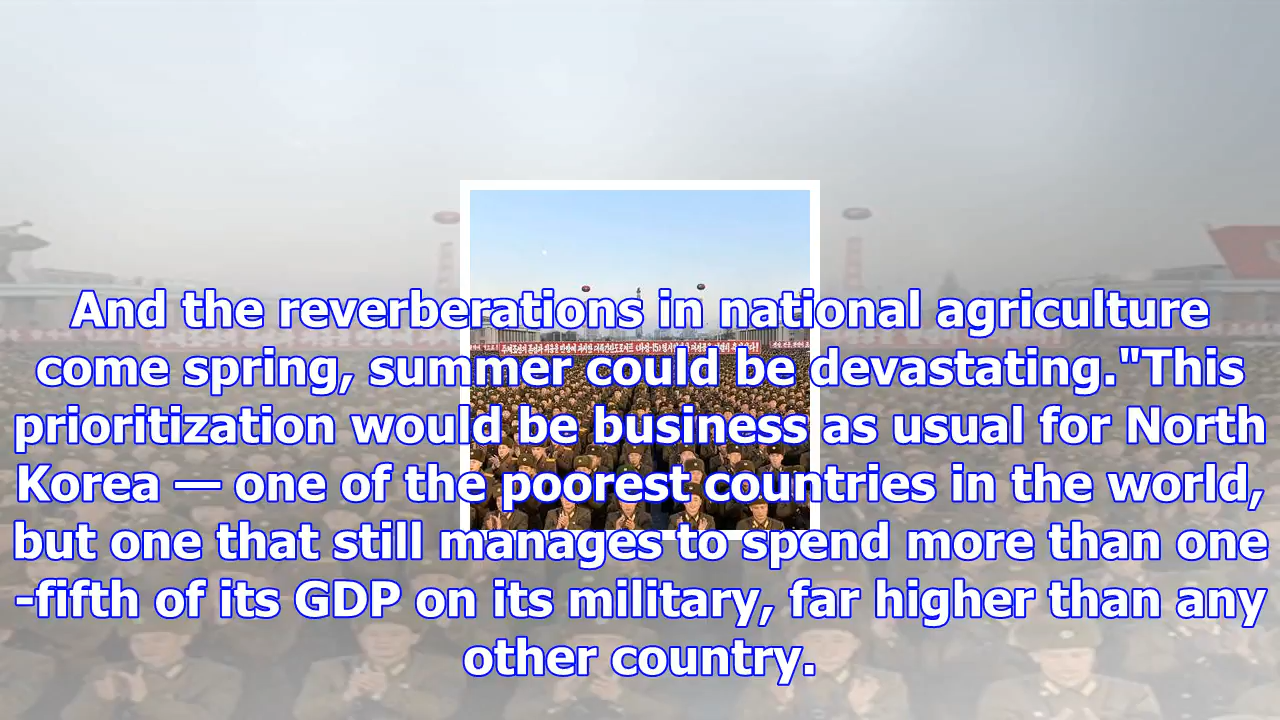 And the reverberations in national agriculture
come spring, summer could be devastating."This
prioritization would be business as usual for North
Korea — one of the poorest countries in the world,
but one that still manages to spend more than one
-fifth of its GDP on its military, far higher than any
other country.